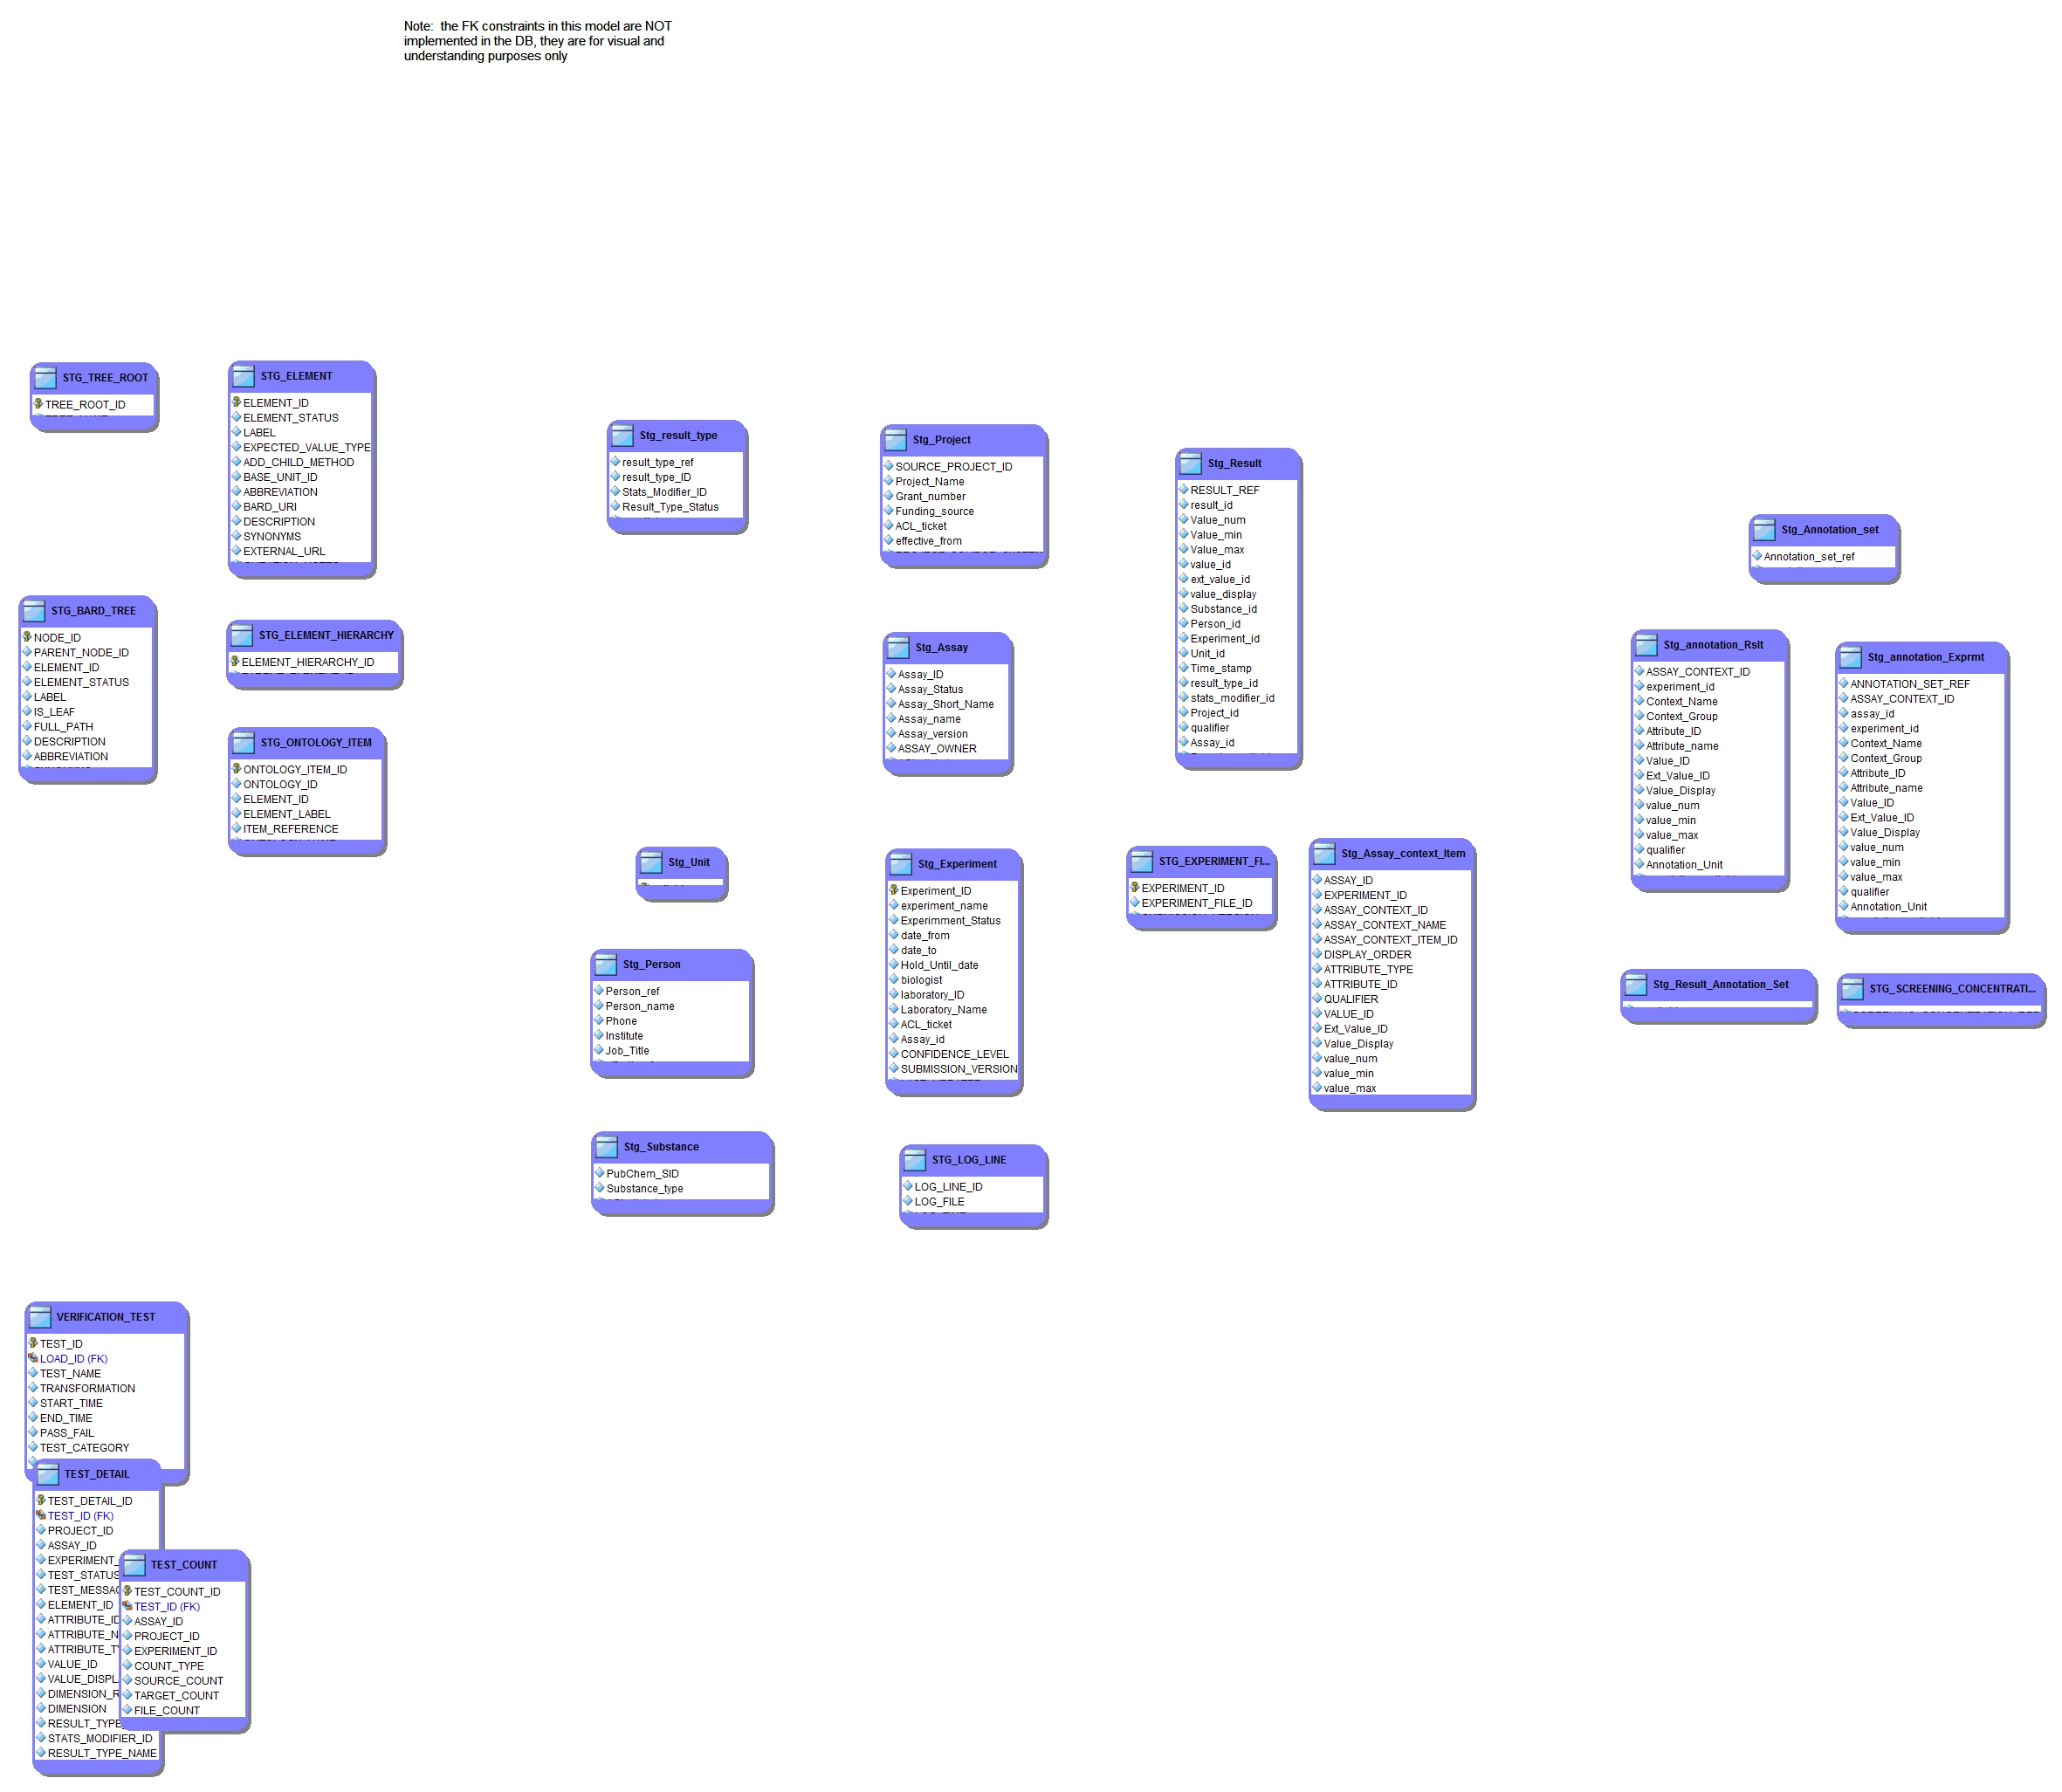 Note:  the FK constraints in this model are NOT
implemented in the DB, they are for visual and
understanding purposes only
STG_TREE_ROOT
TREE_ROOT_ID
STG_ELEMENT
ELEMENT_ID
ELEMENT_STATUS
LABEL
EXPECTED_VALUE_TYPE
ADD_CHILD_METHOD
BASE_UNIT_ID
ABBREVIATION
BARD_URI
DESCRIPTION
SYNONYMS
EXTERNAL_URL
STG_BARD_TREE
NODE_ID
PARENT_NODE_ID
ELEMENT_ID
ELEMENT_STATUS
LABEL
IS_LEAF
FULL_PATH
DESCRIPTION
ABBREVIATION
STG_ELEMENT_HIERARCHY
ELEMENT_HIERARCHY_ID
STG_ONTOLOGY_ITEM
ONTOLOGY_ITEM_ID
ONTOLOGY_ID
ELEMENT_ID
ELEMENT_LABEL
ITEM_REFERENCE
Stg_result_type
result_type_ref
result_type_ID
Stats_Modifier_ID
Result_Type_Status
Stg_Project
SOURCE_PROJECT_ID
Project_Name
Grant_number
Funding_source
ACL_ticket
effective_from
Stg_Assay
Assay_ID
Assay_Status
Assay_Short_Name
Assay_name
Assay_version
ASSAY_OWNER
Stg_Result
RESULT_REF
result_id
Value_num
Value_min
Value_max
value_id
ext_value_id
value_display
Substance_id
Person_id
Experiment_id
Unit_id
Time_stamp
result_type_id
stats_modifier_id
Project_id
qualifier
Assay_id
Stg_Annotation_set
Annotation_set_ref
Stg_annotation_Rslt
ASSAY_CONTEXT_ID
experiment_id
Context_Name
Context_Group
Attribute_ID
Attribute_name
Value_ID
Ext_Value_ID
Value_Display
value_num
value_min
value_max
qualifier
Annotation_Unit
Stg_annotation_Exprmt
ANNOTATION_SET_REF
ASSAY_CONTEXT_ID
assay_id
experiment_id
Context_Name
Context_Group
Attribute_ID
Attribute_name
Value_ID
Ext_Value_ID
Value_Display
value_num
value_min
value_max
qualifier
Annotation_Unit
Stg_Unit
Stg_Person
Person_ref
Person_name
Phone
Institute
Job_Title
Stg_Substance
PubChem_SID
Substance_type
Stg_Experiment
Experiment_ID
experiment_name
Experimment_Status
date_from
date_to
Hold_Until_date
biologist
laboratory_ID
Laboratory_Name
ACL_ticket
Assay_id
CONFIDENCE_LEVEL
SUBMISSION_VERSION
STG_LOG_LINE
LOG_LINE_ID
LOG_FILE
STG_EXPERIMENT_FI...
EXPERIMENT_ID
EXPERIMENT_FILE_ID
Stg_Assay_context_Item
ASSAY_ID
EXPERIMENT_ID
ASSAY_CONTEXT_ID
ASSAY_CONTEXT_NAME
ASSAY_CONTEXT_ITEM_ID
DISPLAY_ORDER
ATTRIBUTE_TYPE
ATTRIBUTE_ID
QUALIFIER
VALUE_ID
Ext_Value_ID
Value_Display
value_num
value_min
value_max
Stg_Result_Annotation_Set
STG_SCREENING_CONCENTRATI...
VERIFICATION_TEST
TEST_ID
LOAD_ID (FK)
TEST_NAME
TRANSFORMATION
START_TIME
END_TIME
PASS_FAIL
TEST_CATEGORY
TEST_DETAIL
TEST_DETAIL_ID
TEST_ID (FK)
PROJECT_ID
ASSAY_ID
EXPERIMENT_
TEST_STATUS
TEST_MESSAG
ELEMENT_ID
ATTRIBUTE_ID
ATTRIBUTE_N
ATTRIBUTE_TY
VALUE_ID
VALUE_DISPL
DIMENSION_R
DIMENSION
RESULT_TYPE_
STATS_MODIFIER_ID
RESULT_TYPE_NAME
TEST_COUNT
TEST_COUNT_ID
TEST_ID (FK)
ASSAY_ID
PROJECT_ID
EXPERIMENT_ID
COUNT_TYPE
SOURCE_COUNT
TARGET_COUNT
FILE_COUNT